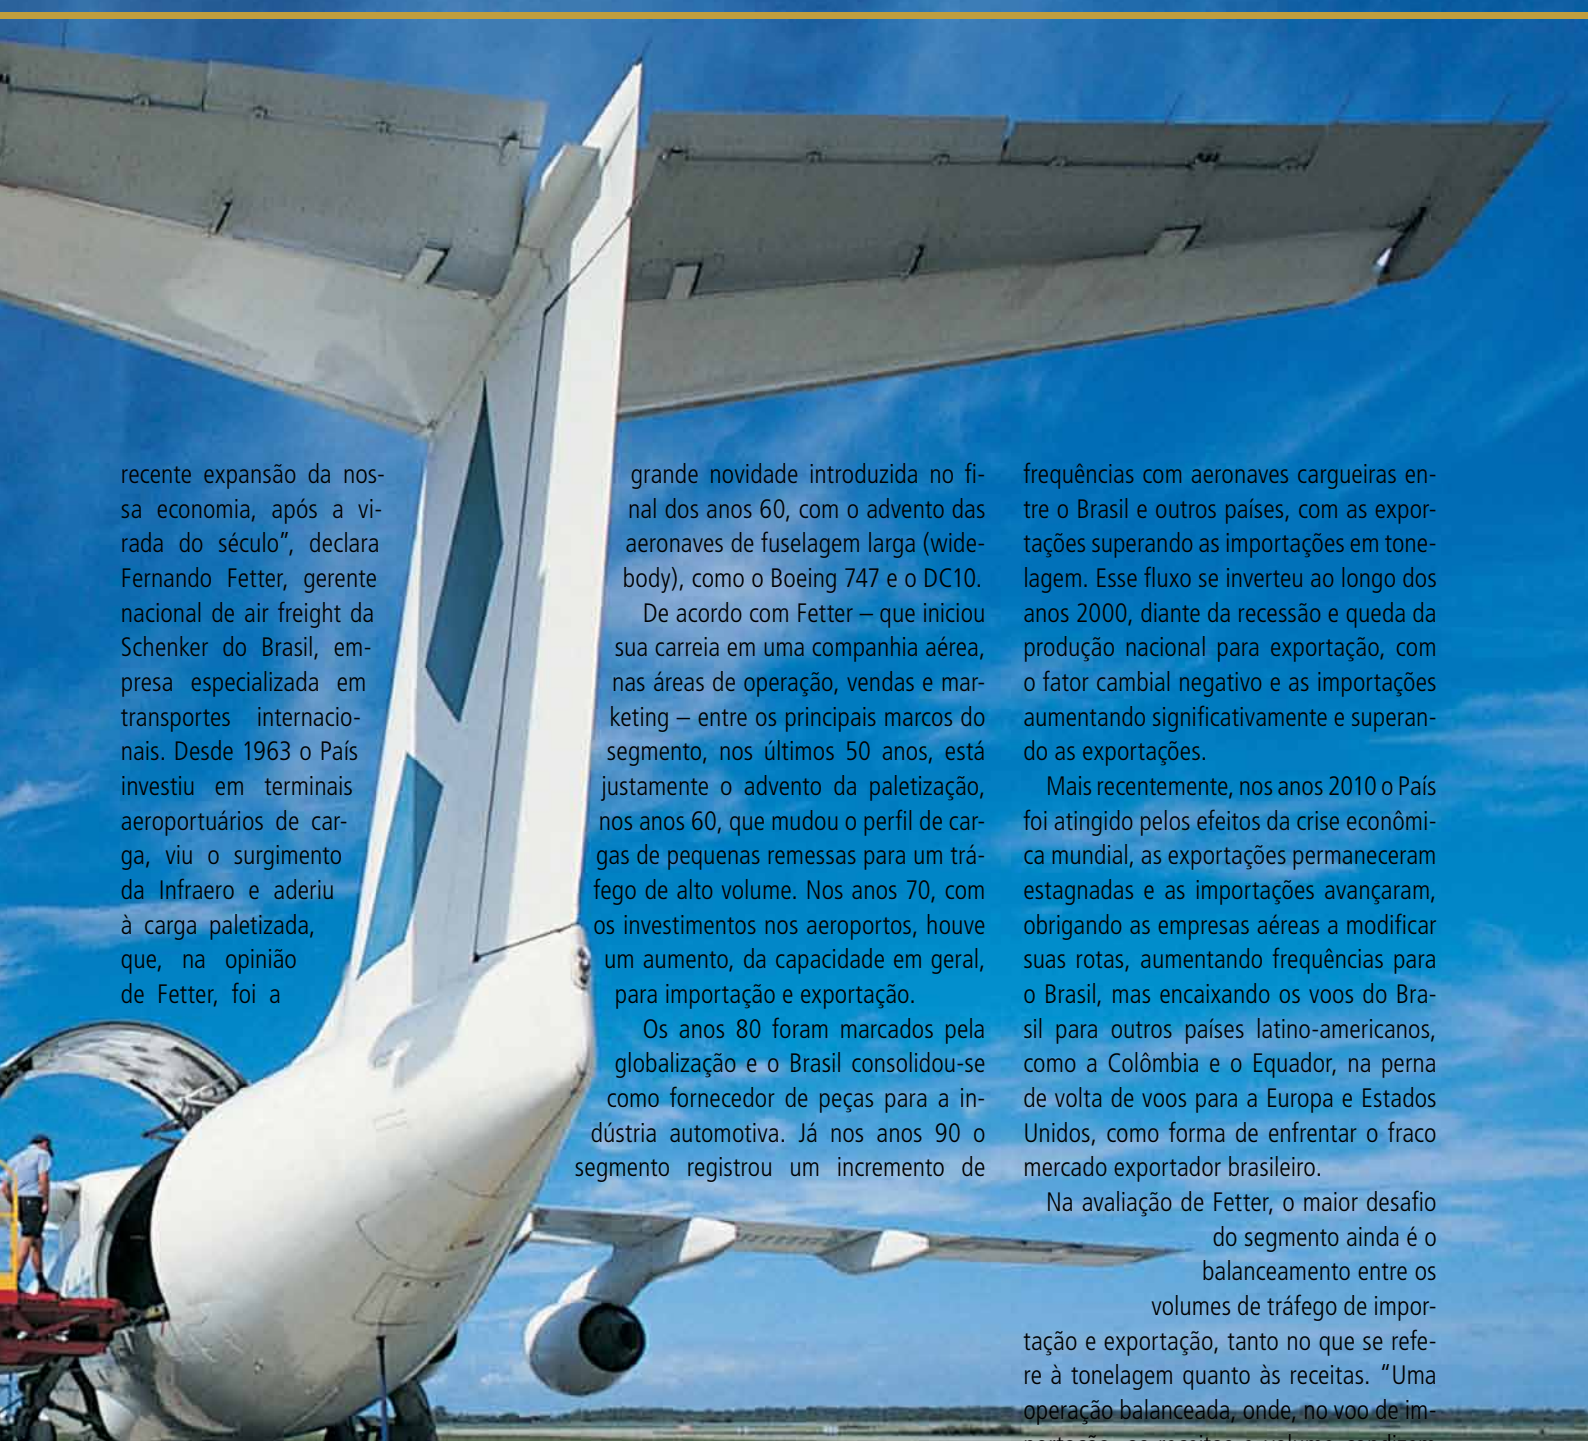 recente expansão da nos-
sa economia, após a vi-
rada do século”, declara
Fernando Fetter, gerente
nacional de air freight da
Schenker do Brasil, em-
presa especializada em
transportes internacio-
nais. Desde 1963 o País
investiu em terminais
aeroportuários de car-
ga, viu o surgimento
da Infraero e aderiu
à carga paletizada,
que, na opinião
de Fetter, foi a
grande novidade introduzida no fi-
nal dos anos 60, com o advento das
aeronaves de fuselagem larga (wide-
body), como o Boeing 747 e o DC10.
De acordo com Fetter – que iniciou
sua carreia em uma companhia aérea,
nas áreas de operação, vendas e mar-
keting – entre os principais marcos do
segmento, nos últimos 50 anos, está
justamente o advento da paletização,
nos anos 60, que mudou o perfil de car-
gas de pequenas remessas para um trá-
fego de alto volume. Nos anos 70, com
os investimentos nos aeroportos, houve
um aumento, da capacidade em geral,
para importação e exportação.
Os anos 80 foram marcados pela
globalização e o Brasil consolidou-se
como fornecedor de peças para a in-
dústria automotiva. Já nos anos 90 o
segmento registrou um incremento de
frequências com aeronaves cargueiras en-
tre o Brasil e outros países, com as expor-
tações superando as importações em tone-
lagem. Esse fluxo se inverteu ao longo dos
anos 2000, diante da recessão e queda da
produção nacional para exportação, com
o fator cambial negativo e as importações
aumentando significativamente e superan-
do as exportações.
Mais recentemente, nos anos 2010 o País
foi atingido pelos efeitos da crise econômi-
ca mundial, as exportações permaneceram
estagnadas e as importações avançaram,
obrigando as empresas aéreas a modificar
suas rotas, aumentando frequências para
o Brasil, mas encaixando os voos do Bra-
sil para outros países latino-americanos,
como a Colômbia e o Equador, na perna
de volta de voos para a Europa e Estados
Unidos, como forma de enfrentar o fraco
mercado exportador brasileiro.
Na avaliação de Fetter, o maior desafio
do segmento ainda é o
balanceamento entre os
volumes de tráfego de impor-
tação e exportação, tanto no que se refe-
re à tonelagem quanto às receitas. “Uma
operação balanceada, onde, no voo de im-